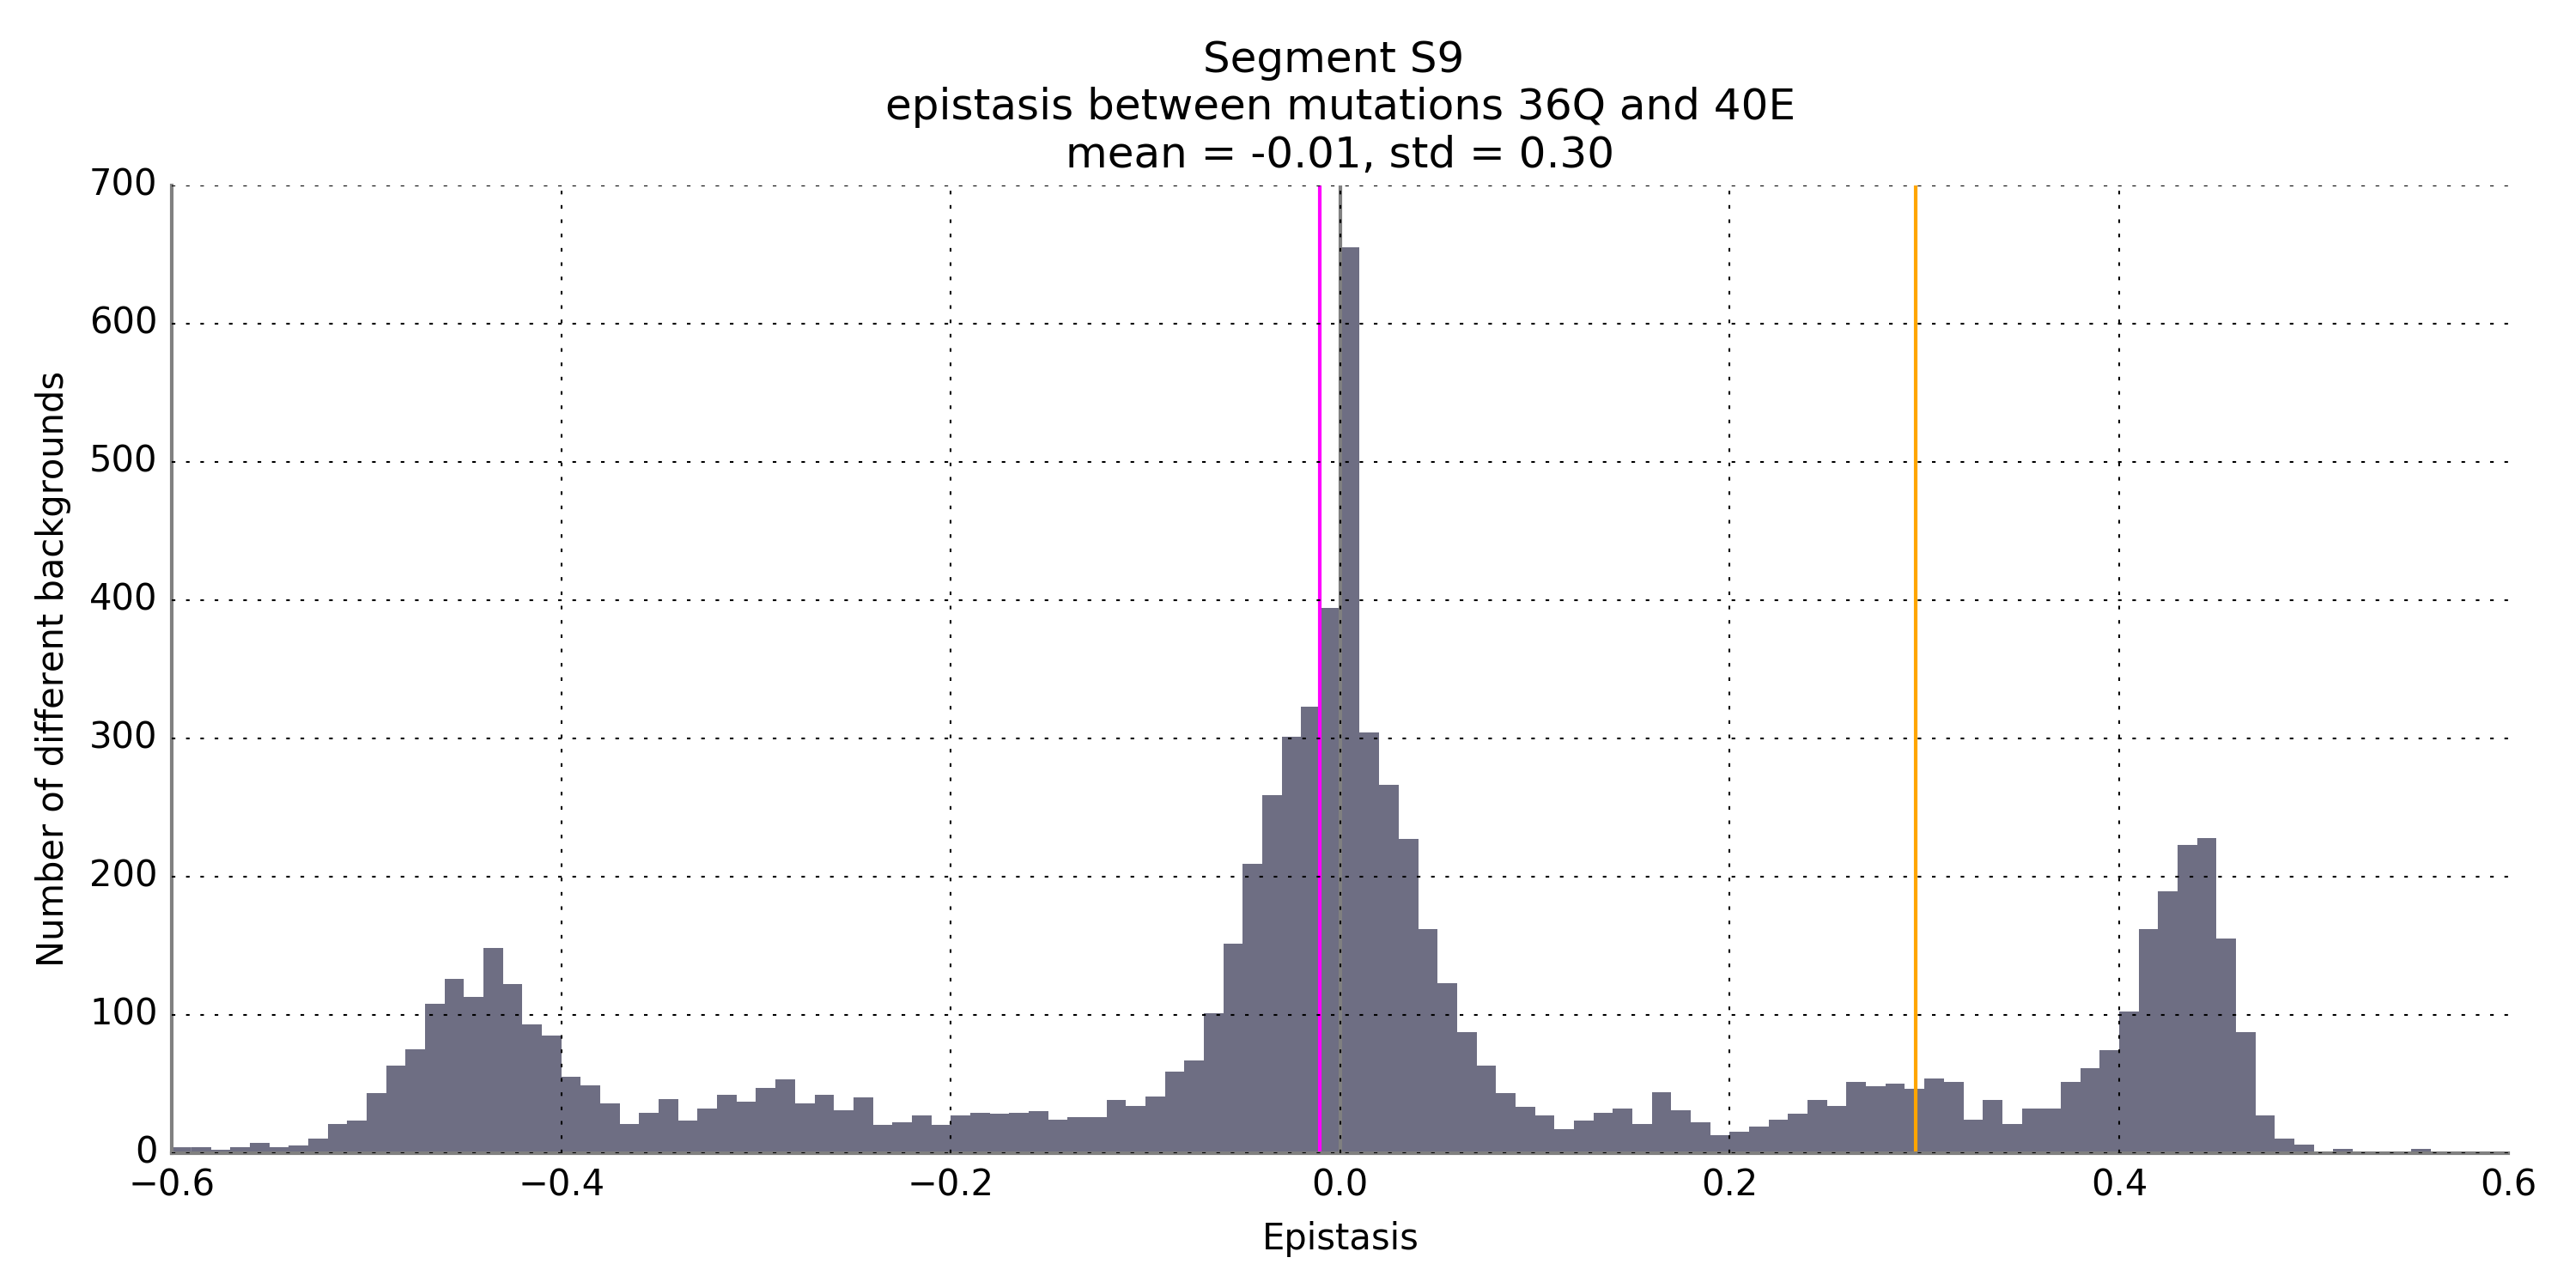 Segment S9
epistasis between mutations 36Q and 40E
mean = -0.01, std = 0.30
700
600
500
400
300
200
100
0
Number of different backgrounds
−0.6 −0.4 −0.2 0.0 0.2 0.4 0.6
Epistasis